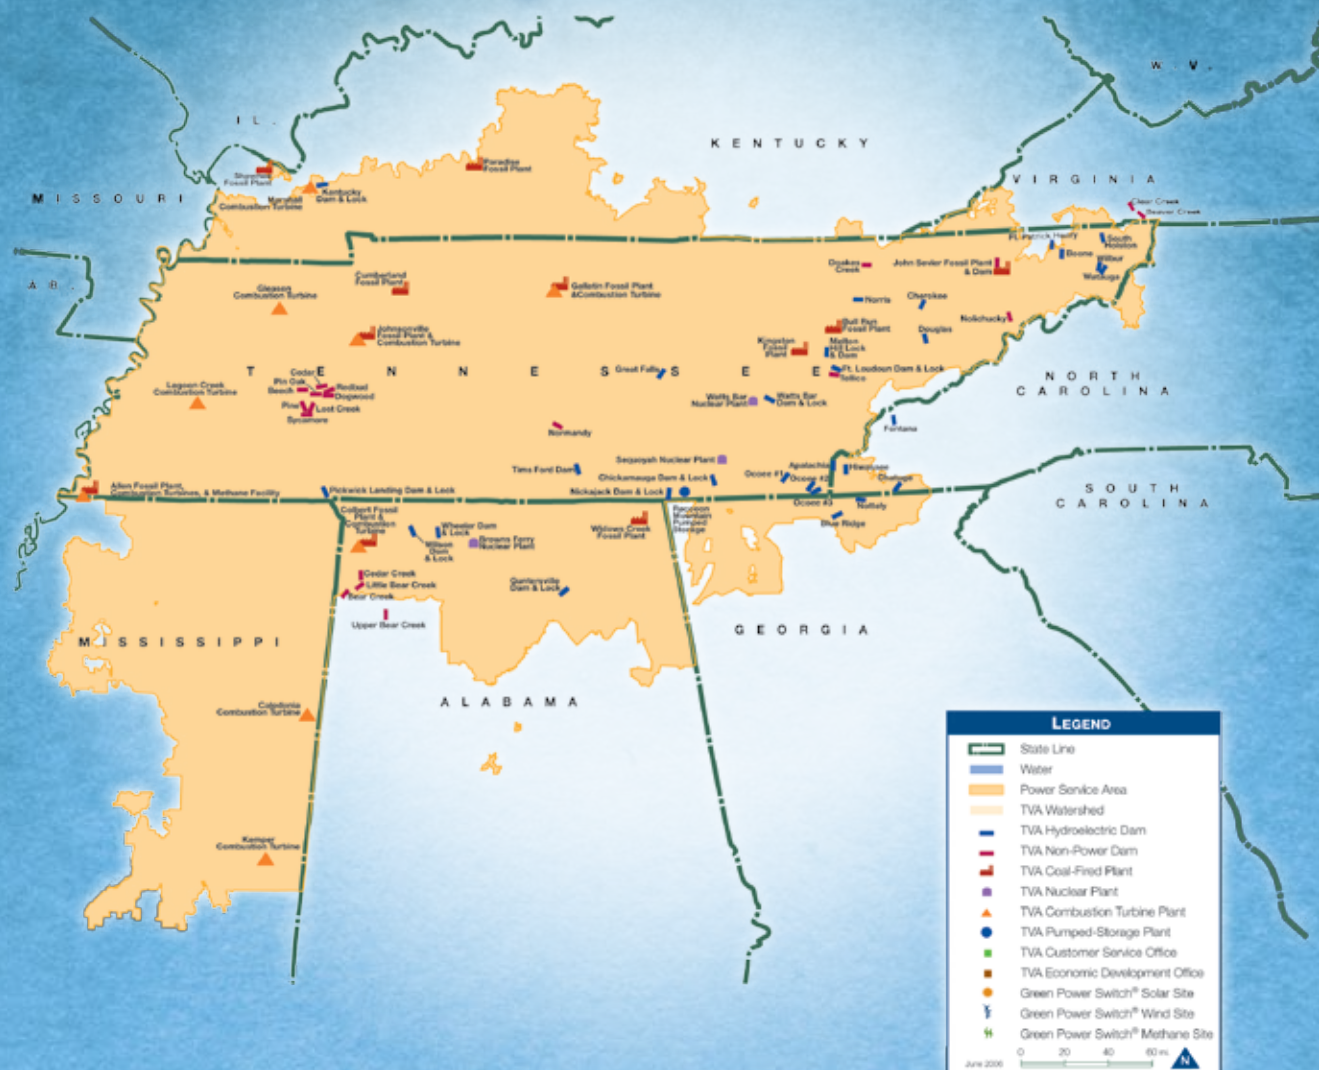 W. V.
IL.
KENTUCKY
Paradise
Fossil Plant
Shawnee
Fossil Plant
VIRGINIA
Kentucky
Dam & Lock
MISSOURI
Marshall
Combustion Turbine
Clear Creek
Beaver Creek
Ft. Patrick Henry
South
Holston
Boone
Wilbur
Watauga
Doakes
Creek
John Sevier Fossil Plant
& Dam
Cumberland
Fossil Plant
AR.
Gleason
Combustion Turbine
Gallatin Fossil Plant
&Combustion Turbine
Norris
Cherokee
Nolichucky
Johnsonville
Fossil Plant &
Combustion Turbine
Bull Run
Fossil Plant
Douglas
Kingston
Fossil
Plant
Melton
Hill Lock
& Dam
TENNESSEE
Great Falls
Ft. Loudoun Dam & Lock
Tellico
NORTH
CAROLINA
Cedar
Pin Oak
Beech
Redbud
Dogwood
Pine
Lost Creek
Sycamore
Lagoon Creek
Combustion Turbine
Watts Bar
Nuclear Plant
Watts Bar
Dam & Lock
Normandy
Fontana
Sequoyah Nuclear Plant
Tims Ford Dam
Chickamauga Dam & Lock
Ocoee #1
Apalachia
Hiwassee
Ocoee #2
Chatuge
Allen Fossil Plant,
Combustion Turbines, & Methane Facility
Pickwick Landing Dam & Lock
Nickajack Dam & Lock
Ocoee #3
Nottely
SOUTH
CAROLINA
Colbert Fossil
Plant &
Combustion
Turbine
Raccoon
Mountain
Pumped
Storage
Blue Ridge
Wheeler Dam
& Lock
Wilson
Dam
& Lock
Browns Ferry
Nuclear Plant
Widows Creek
Fossil Plant
Cedar Creek
Little Bear Creek
Bear Creek
Guntersville
Dam & Lock
Upper Bear Creek
MISSISSIPPI
GEORGIA
ALABAMA
Caledonia
Combustion Turbine
Kemper
Combustion Turbine
LEGEND
State Line
Water
Power Service Area
TVA Watershed
TVA Hydroelectric Dam
TVA Non-Power Dam
TVA Coal-Fired Plant
TVA Nuclear Plant
TVA Combustion Turbine Plant
TVA Pumped-Storage Plant
TVA Customer Service Office
TVA Economic Development Office
Green Power Switch® Solar Site
Green Power Switch® Wind Site
Green Power Switch® Methane Site
June 2006
0 20 40 60 mi.
N